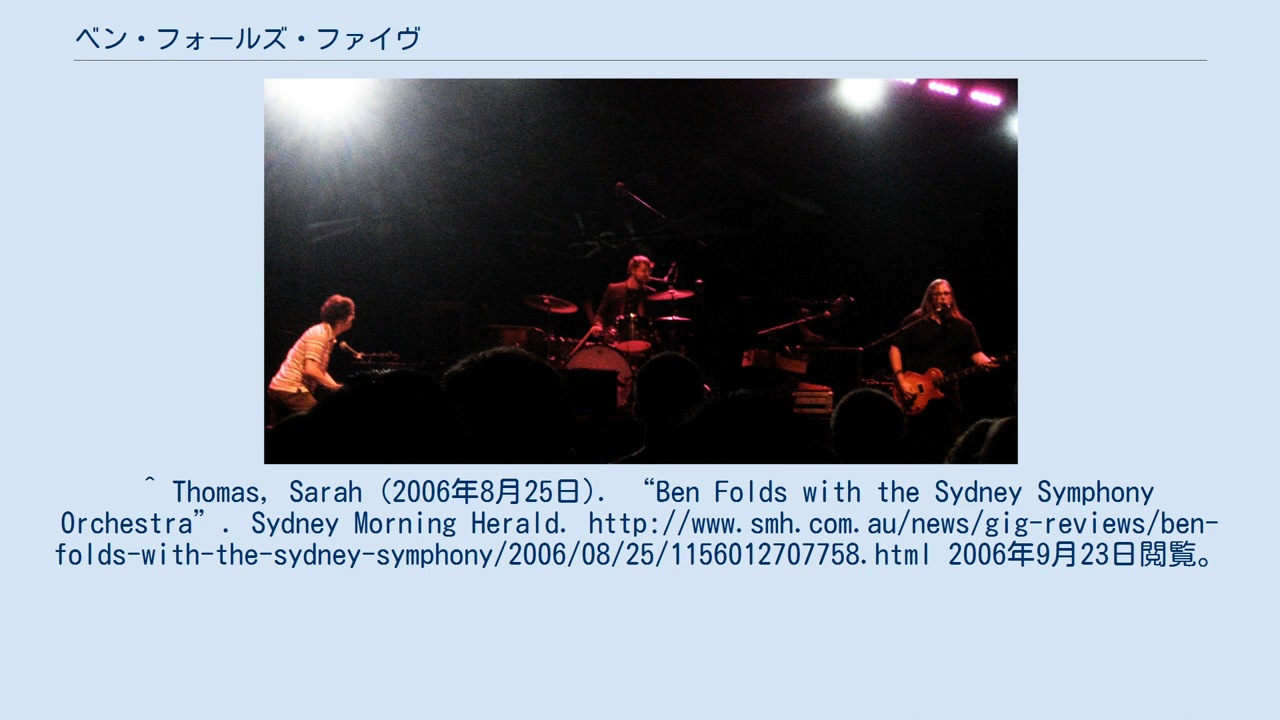 ベン・フォールズ・ファイヴ
^ Thomas, Sarah (2006年8月25日). “Ben Folds with the Sydney Symphony
Orchestra”. Sydney Morning Herald. http://www.smh.com.au/news/gig-reviews/ben-
folds-with-the-sydney-symphony/2006/08/25/1156012707758.html 2006年9月23日閲覧。